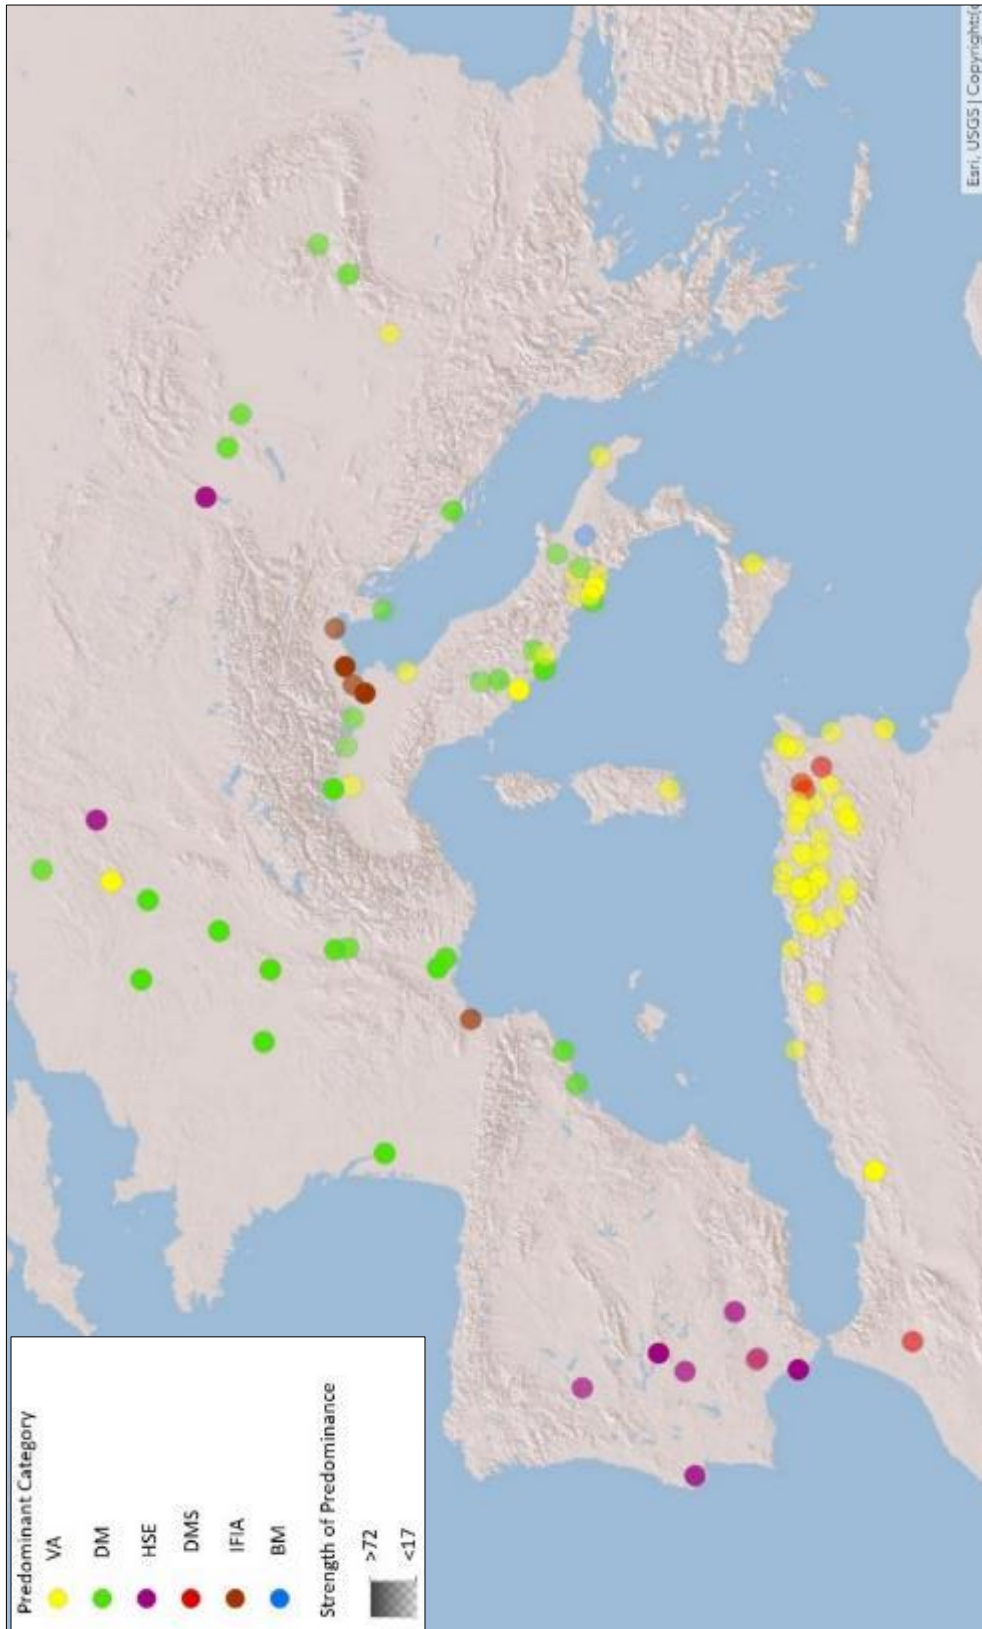 Predominant Category
VA
DM
HSE
DMS
IFIA
BM
Strength of Predominance
>72
<17
Esri, USGS | Copyright:(c